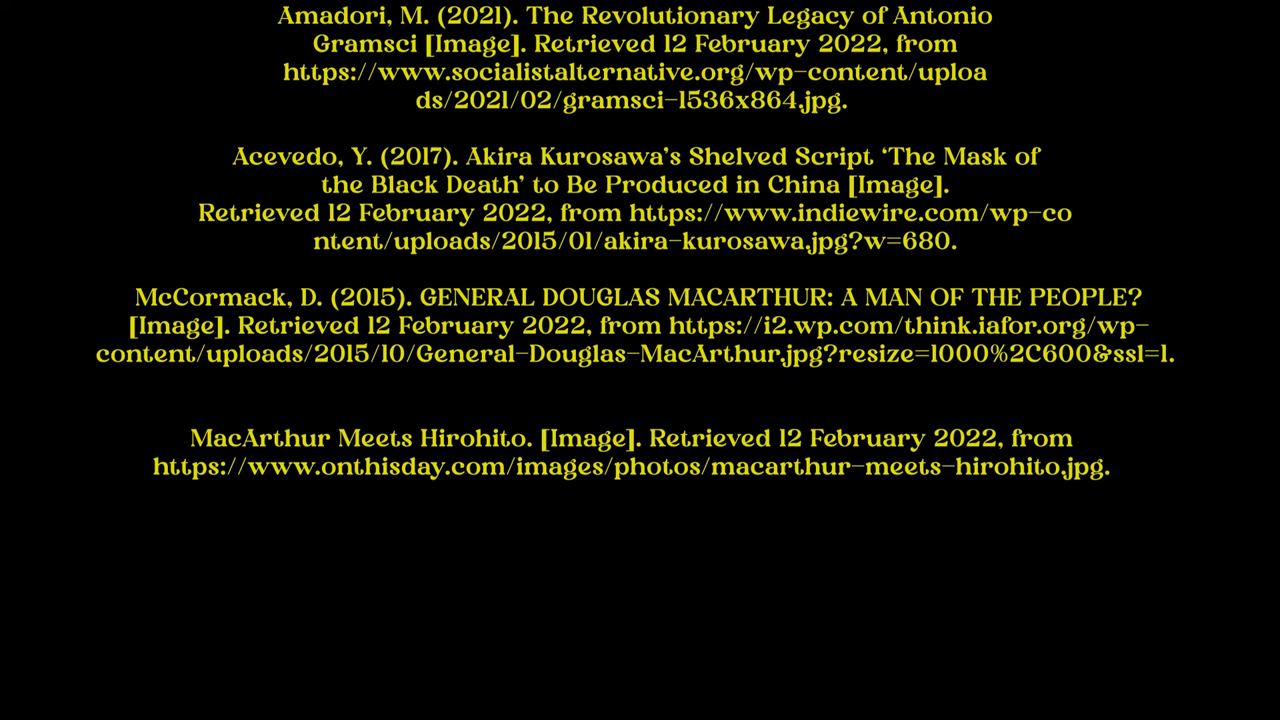 Amadori, M. (2021). The Revolutionary Legacy of Antonio
Gramsci [Image]. Retrieved 12 February 2022, from
https://www.socialistalternative.org/wp-content/uploa
ds/2021/02/gramsci-1536x864.jpg.
Acevedo, Y. (2017). Akira Kurosawa's Shelved Script ‘The Mask of
the Black Death’ to Be Produced in China [Image].
Retrieved 12 February 2022, from https://www.indiewire.com/wp-co
ntent/uploads/2015/01/akira-kurosawa.jpg?w=680.
McCormack, D. (2015). GENERAL DOUGLAS MACARTHUR: A MAN OF THE PEOPLE?
[Image]. Retrieved 12 February 2022, from https://i2.wp.com/think.iafor.org/wp-
content/uploads/2015/10/General-Douglas-MacArthur.jpg?resize=1000%2C600&ssl=1.
MacArthur Meets Hirohito. [Image]. Retrieved 12 February 2022, from
https://www.onthisday.com/images/photos/macarthur-meets-hirohito.jpg.